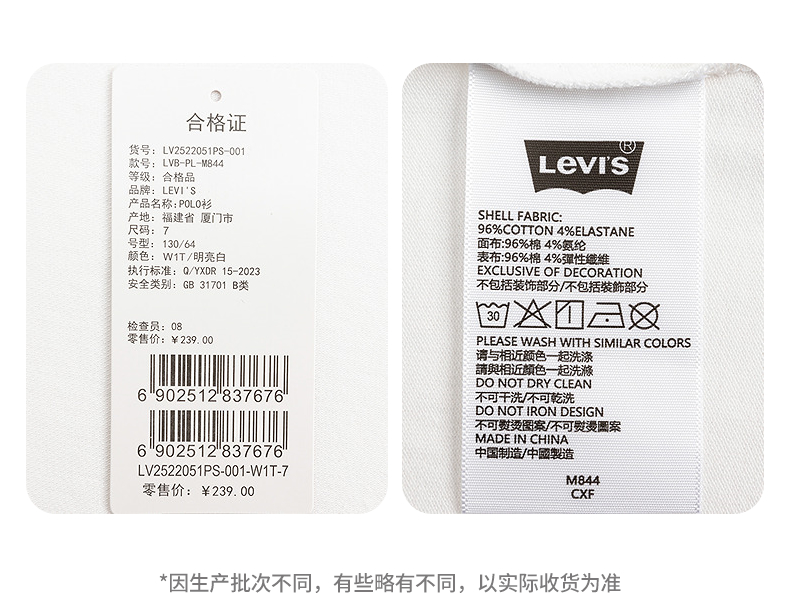 合格证
货号: LV2522051PS-001
款号: LVB-PL-M844
等级: 合格品
品牌: LEVI'S
产品名称:POLO衫
产地: 福建省 厦门市
尺码: 7
号型: 130/64
颜色: W1T/明亮白
执行标准: Q/YXDR 15-2023
安全类别: GB 31701 B类
检查员: 08
零售价: ¥239.00
6 902512 837676
6 902512 837676
LV2522051PS-001-W1T-7
零售价: ¥239.00
LEVI'S®
SHELL FABRIC:
96%COTTON 4%ELASTANE
面布:96%棉 4%氨纶
表布:96%棉 4%彈性纖維
EXCLUSIVE OF DECORATION
不包括装饰部分/不包括裝飾部分
30
PLEASE WASH WITH SIMILAR COLORS
请与相近颜色一起洗涤
請與相近顏色一起洗滌
DO NOT DRY CLEAN
不可干洗/不可乾洗
DO NOT IRON DESIGN
不可熨烫图案/不可熨燙圖案
MADE IN CHINA
中国制造/中國製造
M844
CXF
*因生产批次不同，有些略有不同，以实际收货为准